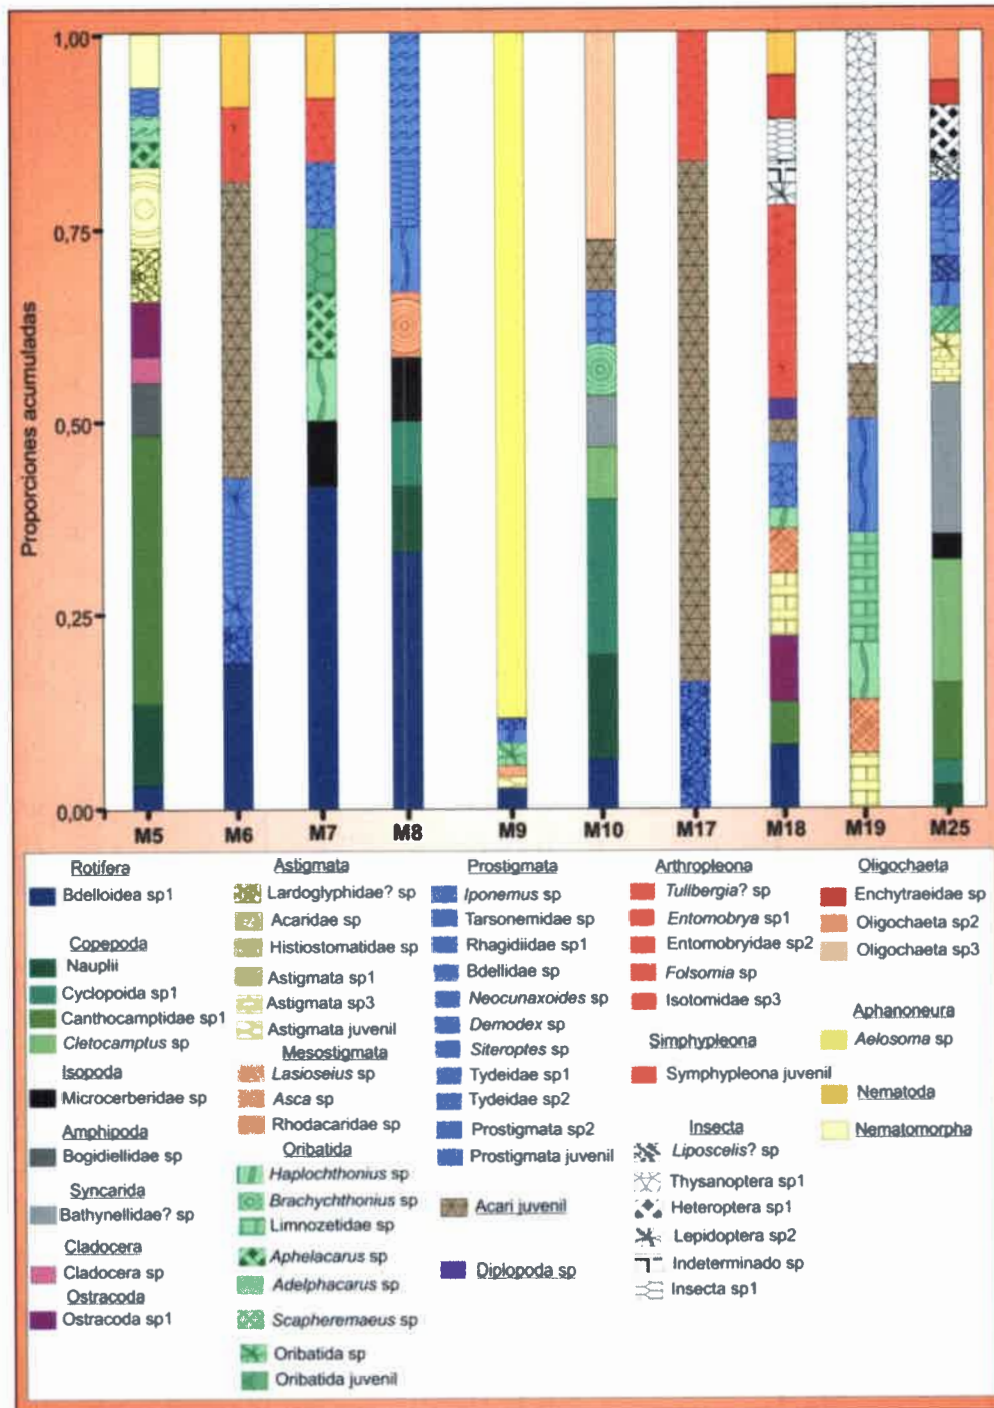 Proporciones acumuladas
1,00
0,75
0,50
0,25
0,00
M5 M6 M7 M8 M9 M10 M17 M18 M19 M25
Rotifera
Bdelloidea sp1
Copepoda
Nauplii
Cyclopoida sp1
Canthocamptidae sp1
Cletocamptus sp
Isopoda
Microcerberidae sp
Amphipoda
Bogidiellidae sp
Syncarida
Bathynellidae? sp
Cladocera
Cladocera sp
Ostracoda
Ostracoda sp1
Astigmata
Lardoglyphidae? sp
Acaridae sp
Histiostomatidae sp
Astigmata sp1
Astigmata sp3
Astigmata juvenil
Mesostigmata
Lasioseius sp
Asca sp
Rhodacaridae sp
Oribatida
Haplochthonius sp
Brachychthonius sp
Limnozetidae sp
Aphelacarus sp
Adelphacarus sp
Scapheremaeus sp
Oribatida sp
Oribatida juvenil
Prostigmata
Iponemus sp
Tarsonemidae sp
Rhagidiidae sp1
Bdellidae sp
Neocunaxoides sp
Demodex sp
Siteroptes sp
Tydeidae sp1
Tydeidae sp2
Prostigmata sp2
Prostigmata juvenil
Acari juvenil
Diplopoda sp
Arthropleona
Tullbergia? sp
Entomobrya sp1
Entomobryidae sp2
Folsomia sp
Isotomidae sp3
Simphypleona
Symphypleona juvenil
Insecta
Liposcelis? sp
Thysanoptera sp1
Heteroptera sp1
Lepidoptera sp2
Indeterminado sp
Insecta sp1
Oligochaeta
Enchytraeidae sp
Oligochaeta sp2
Oligochaeta sp3
Aphanoneura
Aelosoma sp
Nematoda
Nematomorpha